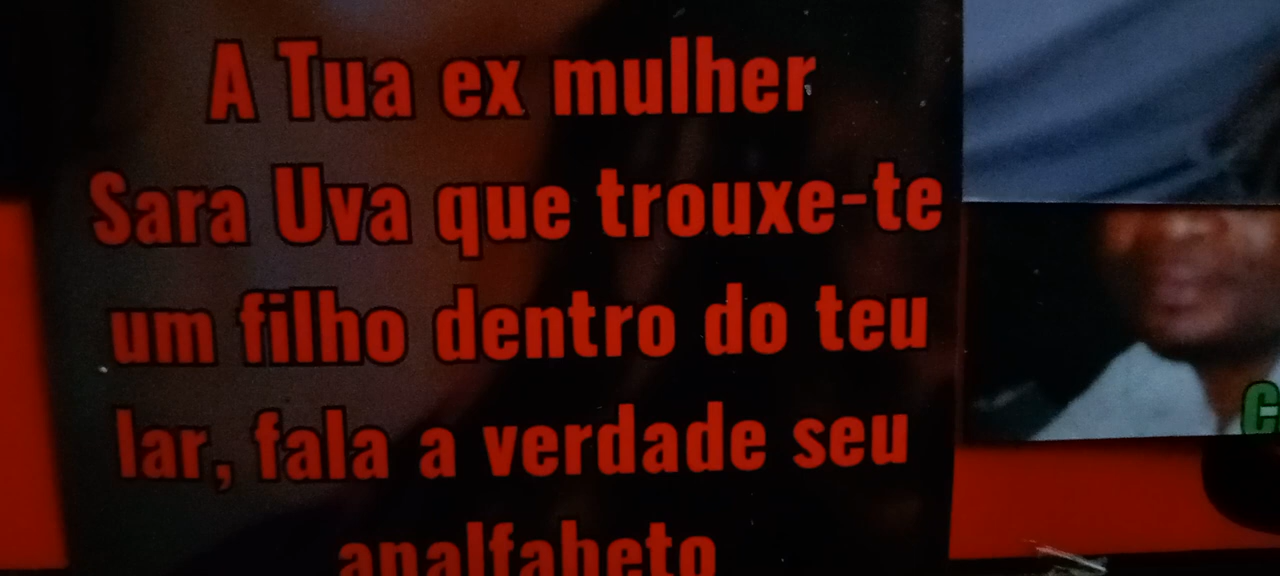 A Tua ex mulher
Sara Uva que trouxe-te
um filho dentro do teu
lar, fala a verdade seu
analfabeto